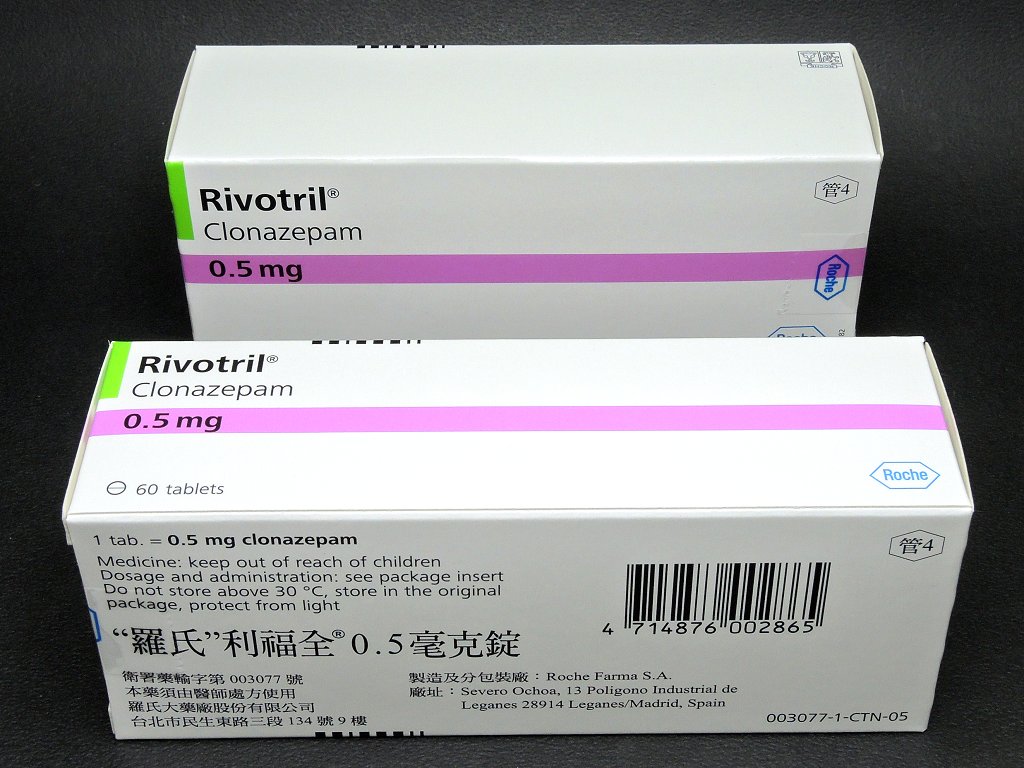 Rivotril®
管4
Clonazepam
0.5 mg
Roche
Rivotril®
Clonazepam
0.5 mg
60 tablets
Roche
1 tab. = 0.5 mg clonazepam
管4
Medicine: keep out of reach of children
Dosage and administration: see package insert
Do not store above 30 °C, store in the original
package, protect from light
4 714876 002865
“羅氏”利福全® 0.5毫克錠
衛署藥輸字第 003077 號
本藥須由醫師處方使用
羅氏大藥廠股份有限公司
台北市民生東路三段 134 號 9 樓
製造及分包裝廠：Roche Farma S.A.
廠址：Severo Ochoa, 13 Poligono Industrial de
Leganes 28914 Leganes/Madrid, Spain
003077-1-CTN-05